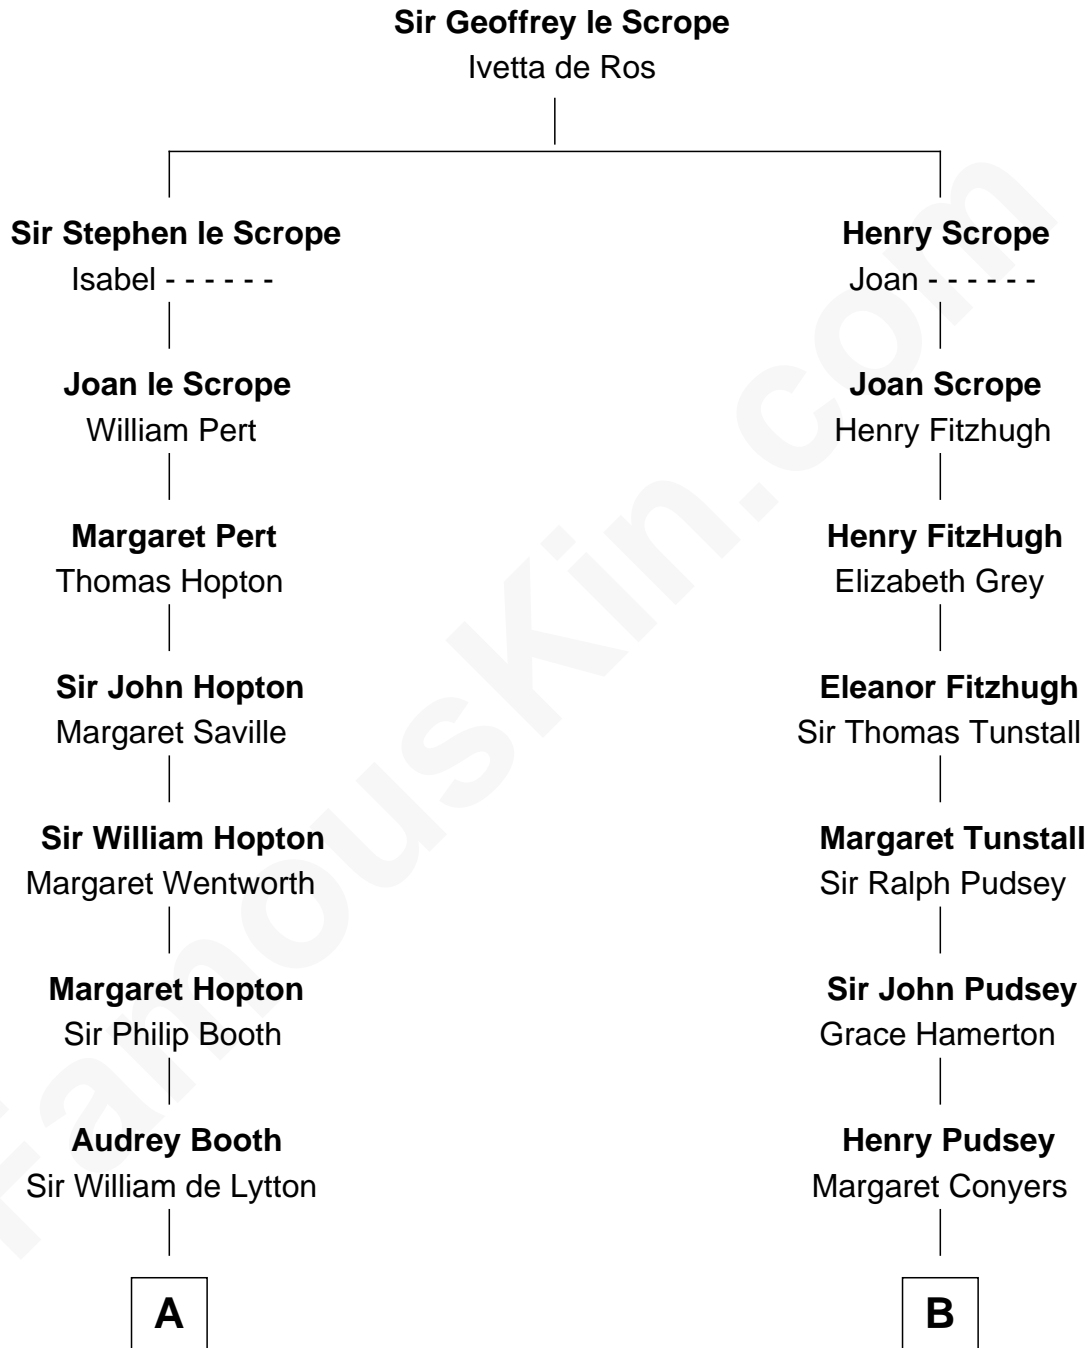 Sir Geoffrey le Scrope
Ivetta de Ros
Sir Stephen le Scrope
Isabel - - - - - -
Henry Scrope
Joan - - - - - -
Joan le Scrope
William Pert
Joan Scrope
Henry Fitzhugh
Margaret Pert
Thomas Hopton
Henry FitzHugh
Elizabeth Grey
Sir John Hopton
Margaret Saville
Eleanor Fitzhugh
Sir Thomas Tunstall
Sir William Hopton
Margaret Wentworth
Margaret Tunstall
Sir Ralph Pudsey
Margaret Hopton
Sir Philip Booth
Sir John Pudsey
Grace Hamerton
Audrey Booth
Sir William de Lytton
Henry Pudsey
Margaret Conyers
A
B
FamousKin.com